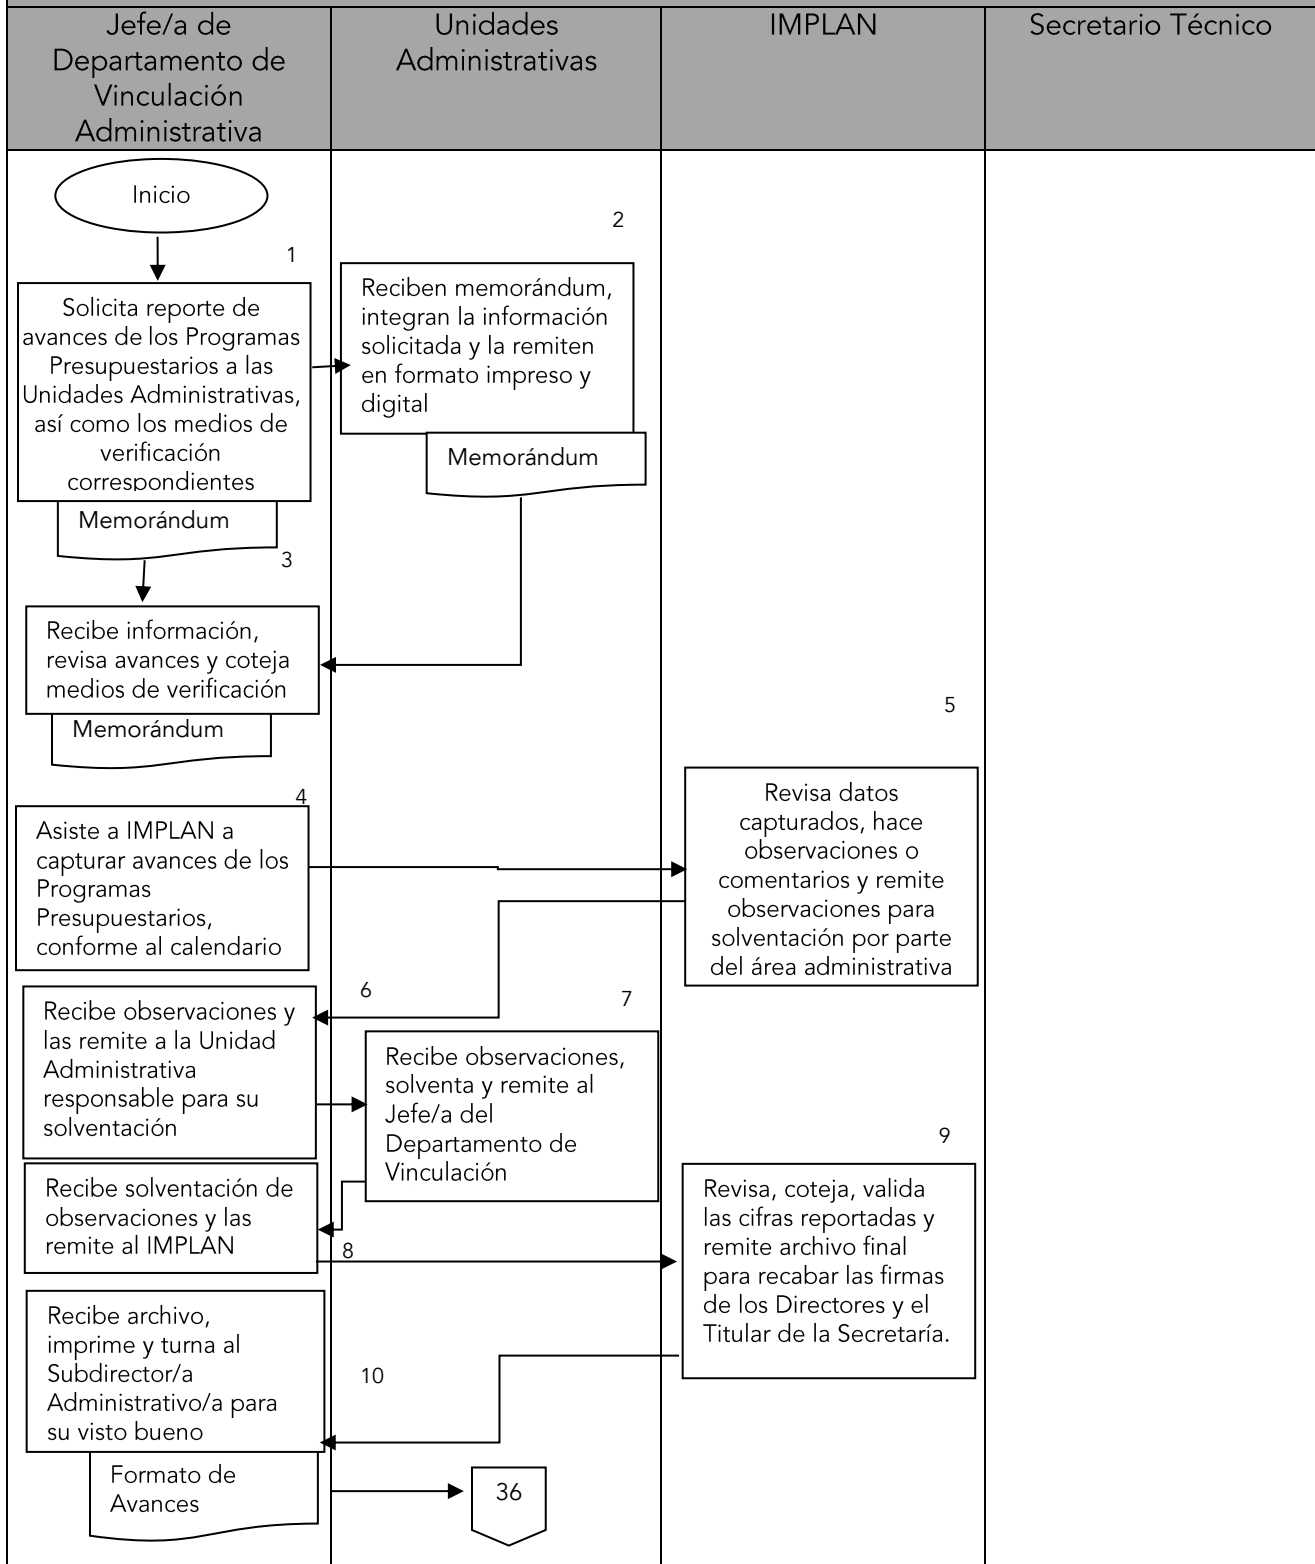 Jefe/a de
Departamento de
Vinculación
Administrativa
Unidades
Administrativas
IMPLAN
Secretario Técnico
Inicio
1
Solicita reporte de
avances de los Programas
Presupuestarios a las
Unidades Administrativas,
así como los medios de
verificación
correspondientes
Memorándum
2
Reciben memorándum,
integran la información
solicitada y la remiten
en formato impreso y
digital
Memorándum
3
Recibe información,
revisa avances y coteja
medios de verificación
Memorándum
4
Asiste a IMPLAN a
capturar avances de los
Programas
Presupuestarios,
conforme al calendario
5
Revisa datos
capturados, hace
observaciones o
comentarios y remite
observaciones para
solventación por parte
del área administrativa
6
Recibe observaciones y
las remite a la Unidad
Administrativa
responsable para su
solventación
7
Recibe observaciones,
solventa y remite al
Jefe/a del
Departamento de
Vinculación
Recibe solventación de
observaciones y las
remite al IMPLAN
8
9
Revisa, coteja, valida
las cifras reportadas y
remite archivo final
para recabar las firmas
de los Directores y el
Titular de la Secretaría.
10
Recibe archivo,
imprime y turna al
Subdirector/a
Administrativo/a para
su visto bueno
Formato de
Avances
36